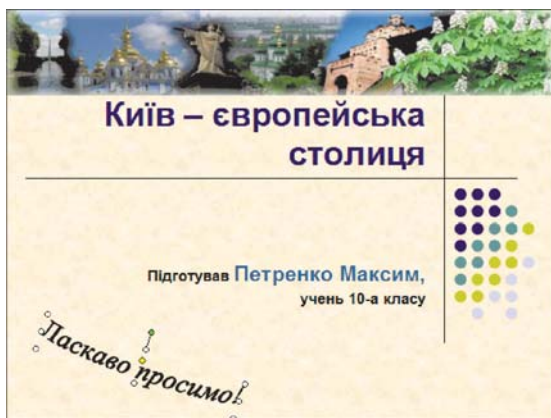 Київ – європейська
столиця
Підготував Петренко Максим,
учень 10-а класу
Ласкаво просимо!